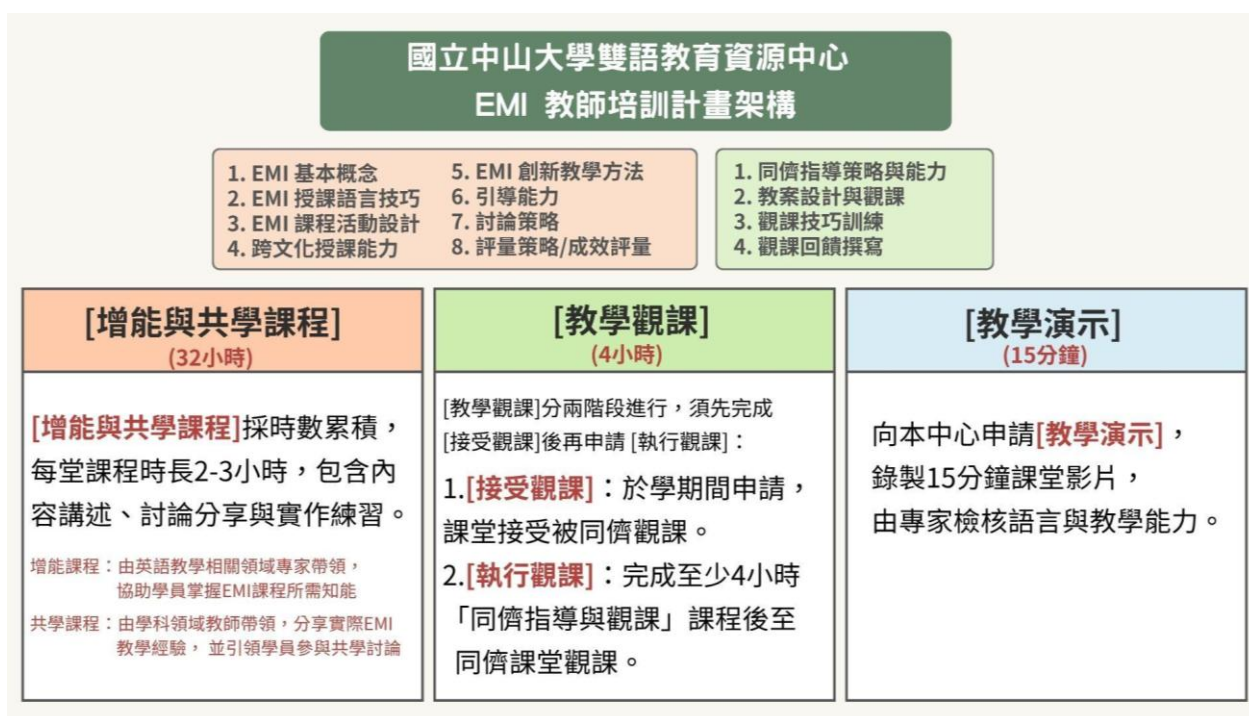 國立中山大學雙語教育資源中心
EMI 教師培訓計畫架構
1. EMI 基本概念
2. EMI 授課語言技巧
3. EMI 課程活動設計
4. 跨文化授課能力
5. EMI 創新教學方法
6. 引導能力
7. 討論策略
8. 評量策略/成效評量
1. 同儕指導策略與能力
2. 教案設計與觀課
3. 觀課技巧訓練
4. 觀課回饋撰寫
[增能與共學課程]
(32小時)
[增能與共學課程]採時數累積，
每堂課程時長2-3小時，包含內
容講述、討論分享與實作練習。
增能課程：由英語教學相關領域專家帶領，
協助學員掌握EMI課程所需知能
共學課程：由學科領域教師帶領，分享實際EMI
教學經驗， 並引領學員參與共學討論
[教學觀課]
(4小時)
[教學觀課]分兩階段進行，須先完成
[接受觀課]後再申請 [執行觀課]：
1.[接受觀課]：於學期間申請，
課堂接受被同儕觀課。
2.[執行觀課]：完成至少4小時
「同儕指導與觀課」課程後至
同儕課堂觀課。
[教學演示]
(15分鐘)
向本中心申請[教學演示]，
錄製15分鐘課堂影片，
由專家檢核語言與教學能力。